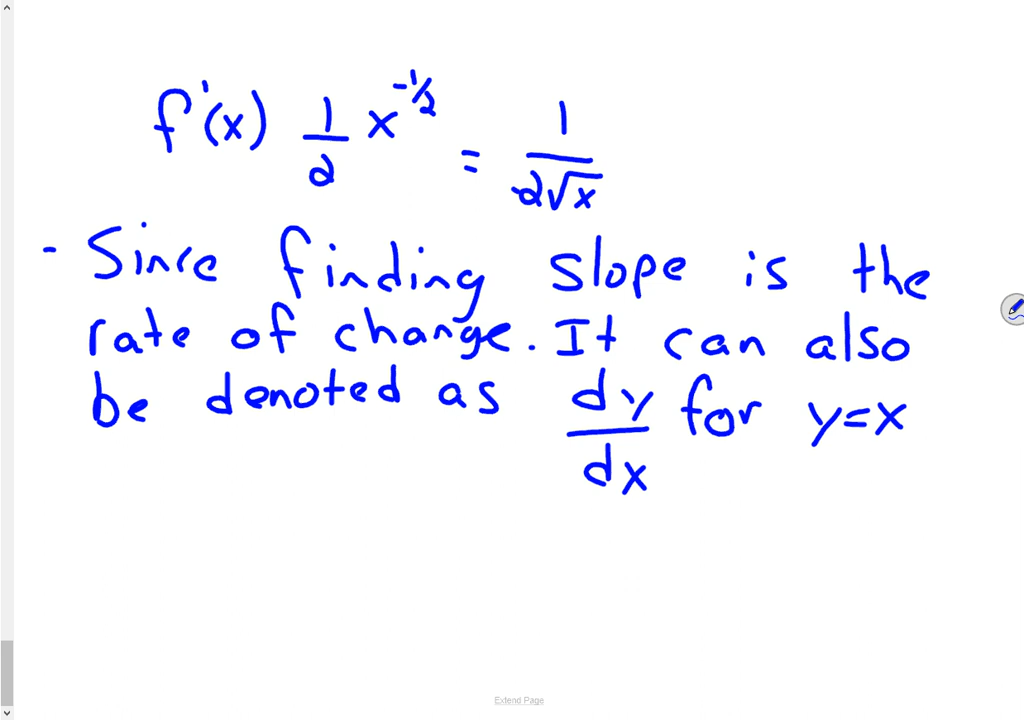 f'(x) 1/2 x^-1/2 = 1/2√x
- Since finding slope is the
rate of change. It can also
be denoted as dy/dx for y=x
Extend Page